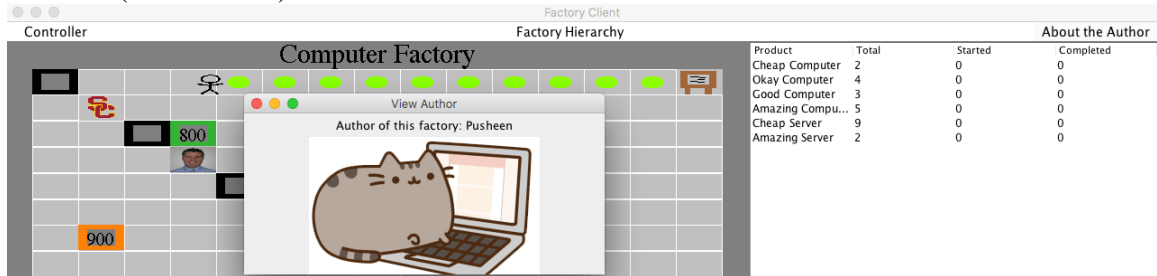 Factory Client
Controller Factory Hierarchy About the Author
Computer Factory
Product Total Started Completed
Cheap Computer 2 0 0
Okay Computer 4 0 0
Good Computer 3 0 0
Amazing Compu... 5 0 0
Cheap Server 9 0 0
Amazing Server 2 0 0
SC
View Author
Author of this factory: Pusheen
800
900